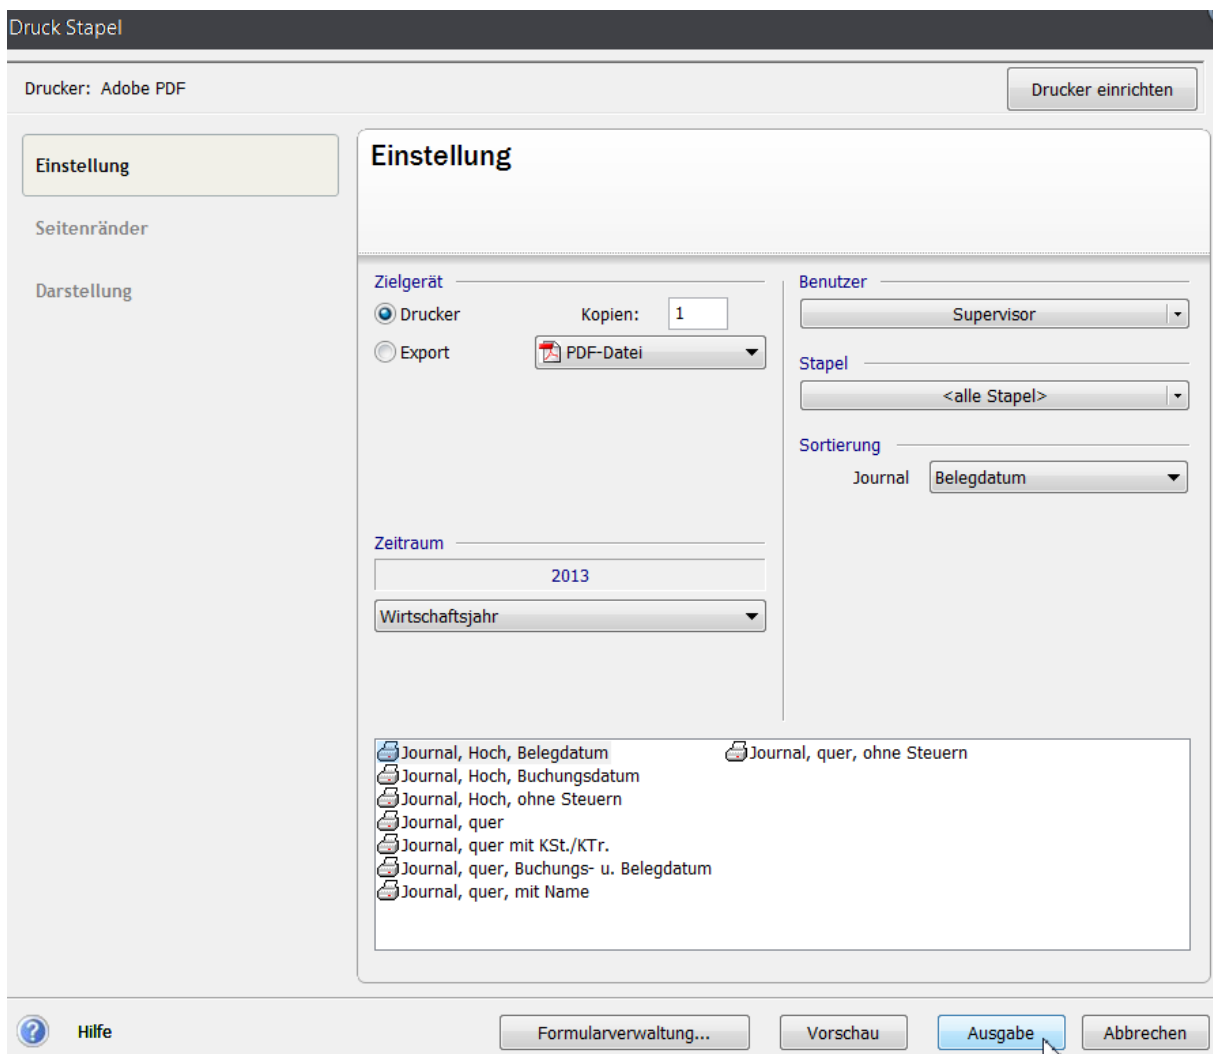 Druck Stapel
Drucker: Adobe PDF
Drucker einrichten
Einstellung
Seitenränder
Darstellung
Einstellung
Zielgerät
Drucker
Kopien:
1
Export
PDF-Datei
Zeitraum
2013
Wirtschaftsjahr
Benutzer
Supervisor
Stapel
<alle Stapel>
Sortierung
Journal
Belegdatum
Journal, Hoch, Belegdatum
Journal, Hoch, Buchungsdatum
Journal, Hoch, ohne Steuern
Journal, quer
Journal, quer mit KSt./KTr.
Journal, quer, Buchungs- u. Belegdatum
Journal, quer, mit Name
Journal, quer, ohne Steuern
Hilfe
Formularverwaltung...
Vorschau
Ausgabe
Abbrechen